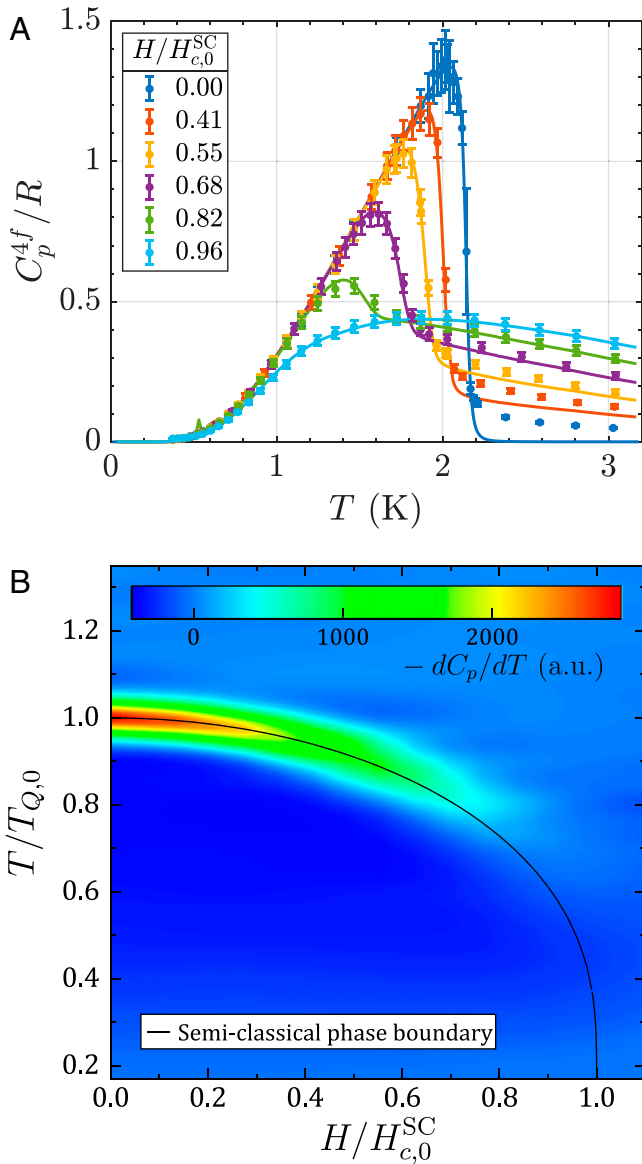 A
H/H_{c,0}^{SC}
0.00
0.41
0.55
0.68
0.82
0.96
1.5
1
0.5
0
C_p^{4f}/R
0 1 2 3
T (K)
B
0 1000 2000
− dC_p/dT (a.u.)
1.2
1.0
0.8
0.6
0.4
0.2
T/T_{Q,0}
Semi-classical phase boundary
0.0 0.2 0.4 0.6 0.8 1.0
H/H_{c,0}^{SC}